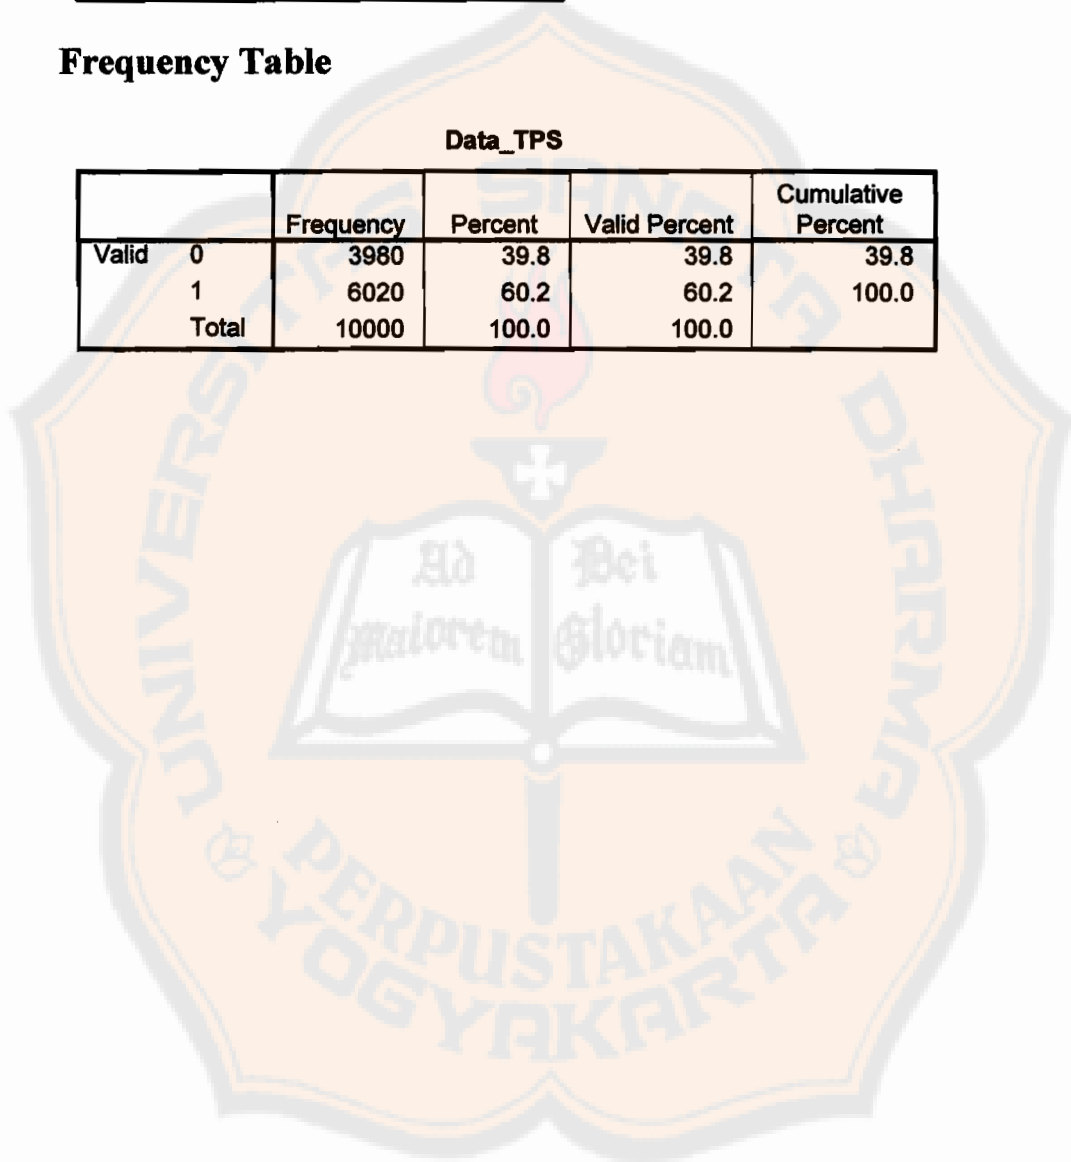 Frequency Table
Data_TPS
Frequency Percent Valid Percent Cumulative Percent
Valid 0 3980 39.8 39.8 39.8
1 6020 60.2 60.2 100.0
Total 10000 100.0 100.0
UNIVERSITAS SANATA DHARMA
Ad Dei
maiorem Gloriam
PERPUSTAKAAN
YOGYAKARTA